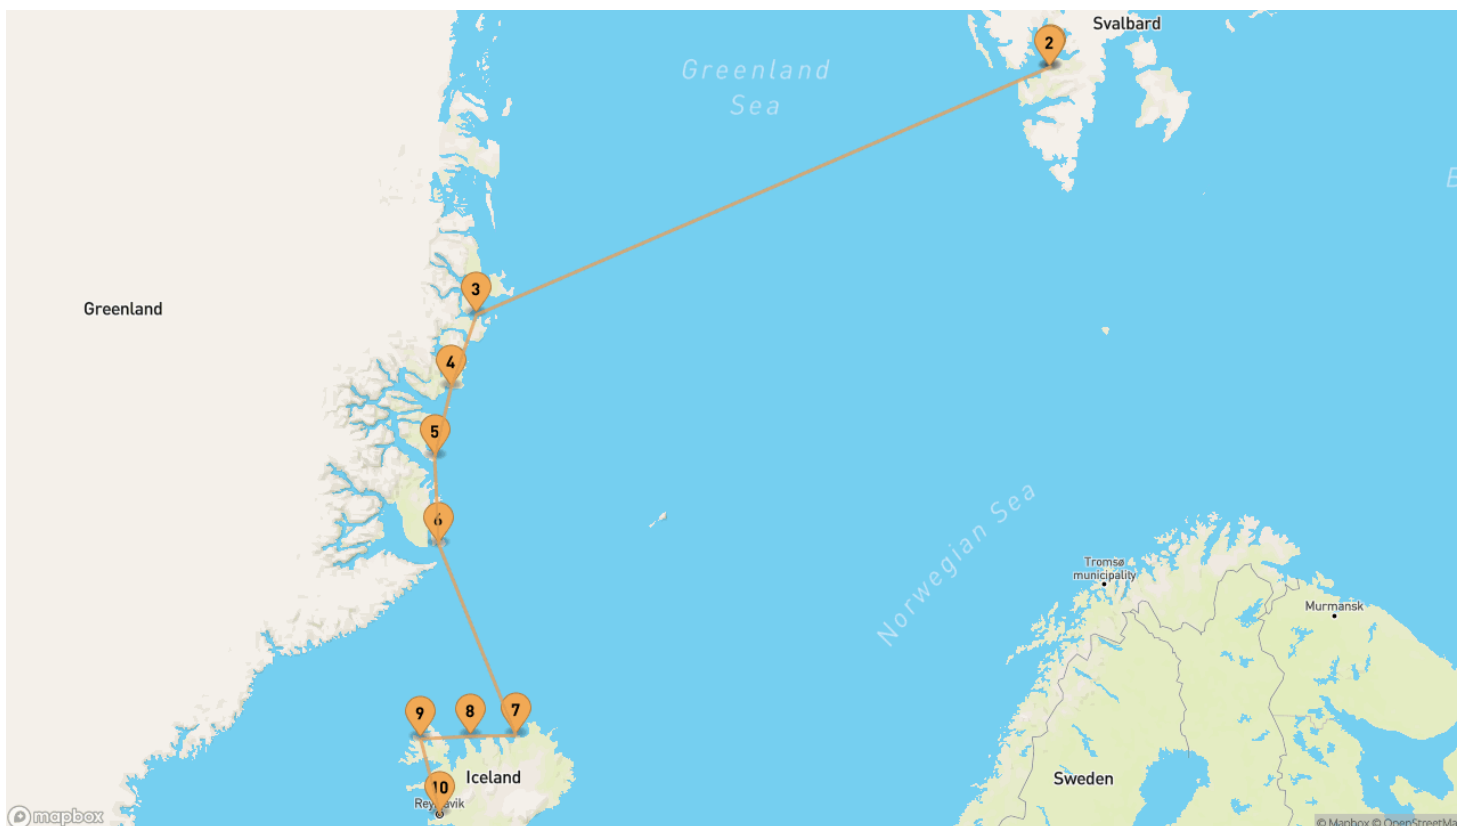 Svalbard
2
Greenland
Sea
3
Greenland
4
5
6
Norwegian Sea
Tromsø
municipality
Murmansk
9
8
7
Iceland
10
Sweden
mapbox
© Mapbox © OpenStreetMap